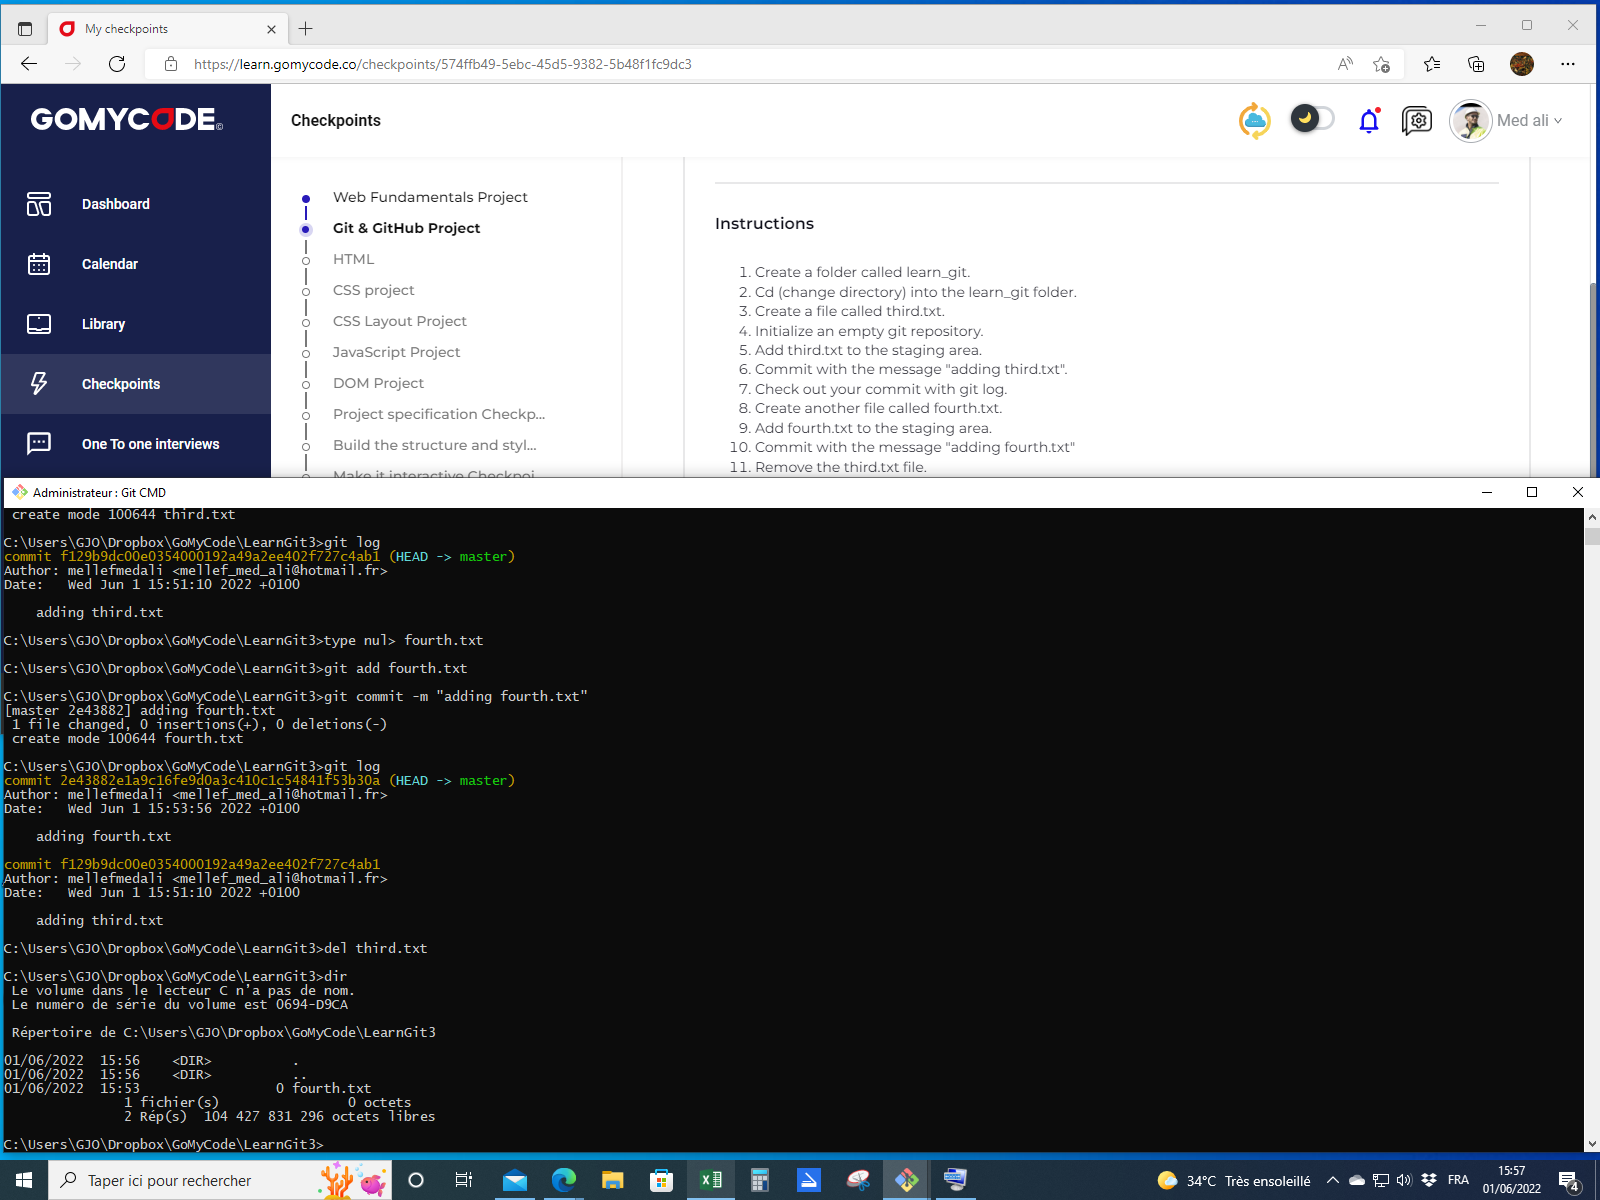 My checkpoints
https://learn.gomycode.co/checkpoints/574ffb49-5ebc-45d5-9382-5b48f1fc9dc3
GOMYCODE
Checkpoints
Med ali
Dashboard
Calendar
Library
Checkpoints
One To one interviews
Web Fundamentals Project
Git & GitHub Project
HTML
CSS project
CSS Layout Project
JavaScript Project
DOM Project
Project specification Checkp...
Build the structure and styl...
Make it interactive Checkpoi
Instructions
1. Create a folder called learn_git.
2. Cd (change directory) into the learn_git folder.
3. Create a file called third.txt.
4. Initialize an empty git repository.
5. Add third.txt to the staging area.
6. Commit with the message "adding third.txt".
7. Check out your commit with git log.
8. Create another file called fourth.txt.
9. Add fourth.txt to the staging area.
10. Commit with the message "adding fourth.txt"
11. Remove the third.txt file.
Administrateur : Git CMD
create mode 100644 third.txt
C:\Users\GJO\Dropbox\GoMyCode\LearnGit3>git log
commit f129b9dc00e0354000192a49a2ee402f727c4ab1 (HEAD -> master)
Author: mellefmedali <mellef_med_ali@hotmail.fr>
Date:   Wed Jun 1 15:51:10 2022 +0100
adding third.txt
C:\Users\GJO\Dropbox\GoMyCode\LearnGit3>type nul> fourth.txt
C:\Users\GJO\Dropbox\GoMyCode\LearnGit3>git add fourth.txt
C:\Users\GJO\Dropbox\GoMyCode\LearnGit3>git commit -m "adding fourth.txt"
[master 2e43882] adding fourth.txt
1 file changed, 0 insertions(+), 0 deletions(-)
create mode 100644 fourth.txt
C:\Users\GJO\Dropbox\GoMyCode\LearnGit3>git log
commit 2e43882e1a9c16fe9d0a3c410c1c54841f53b30a (HEAD -> master)
Author: mellefmedali <mellef_med_ali@hotmail.fr>
Date:   Wed Jun 1 15:53:56 2022 +0100
adding fourth.txt
commit f129b9dc00e0354000192a49a2ee402f727c4ab1
Author: mellefmedali <mellef_med_ali@hotmail.fr>
Date:   Wed Jun 1 15:51:10 2022 +0100
adding third.txt
C:\Users\GJO\Dropbox\GoMyCode\LearnGit3>del third.txt
C:\Users\GJO\Dropbox\GoMyCode\LearnGit3>dir
Le volume dans le lecteur C n'a pas de nom.
Le numéro de série du volume est 0694-D9CA
Répertoire de C:\Users\GJO\Dropbox\GoMyCode\LearnGit3
01/06/2022  15:56    <DIR>          .
01/06/2022  15:56    <DIR>          ..
01/06/2022  15:53                 0 fourth.txt
1 fichier(s)                0 octets
2 Rép(s)  104 427 831 296 octets libres
C:\Users\GJO\Dropbox\GoMyCode\LearnGit3>
Taper ici pour rechercher
34°C Très ensoleillé
FRA
15:57
01/06/2022
4